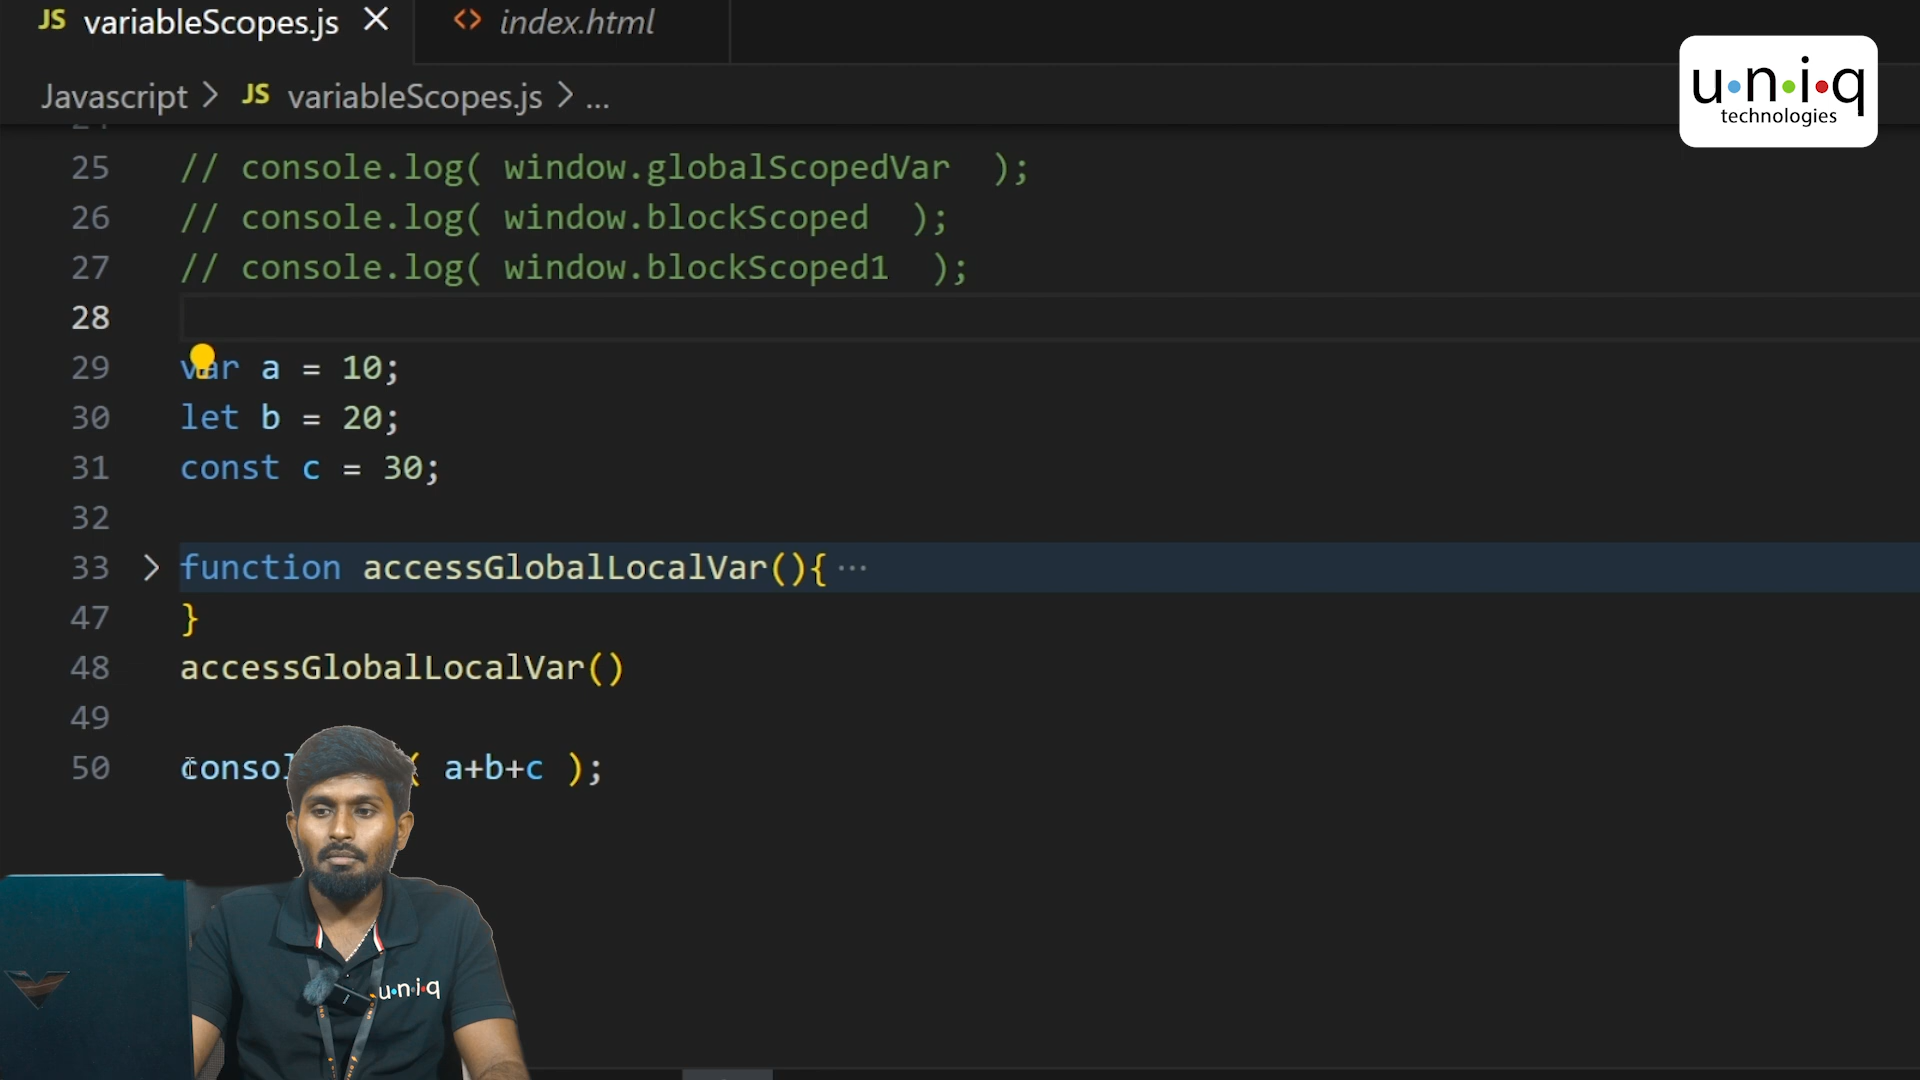 JS variableScopes.js <> index.html
u·n·i·q
technologies
Javascript > JS variableScopes.js > ...
25 // console.log( window.globalScopedVar );
26 // console.log( window.blockScoped );
27 // console.log( window.blockScoped1 );
28
29 var a = 10;
30 let b = 20;
31 const c = 30;
32
33 > function accessGlobalLocalVar(){ ...
47 }
48 accessGlobalLocalVar()
49
50 ( a+b+c );
u·n·i·q